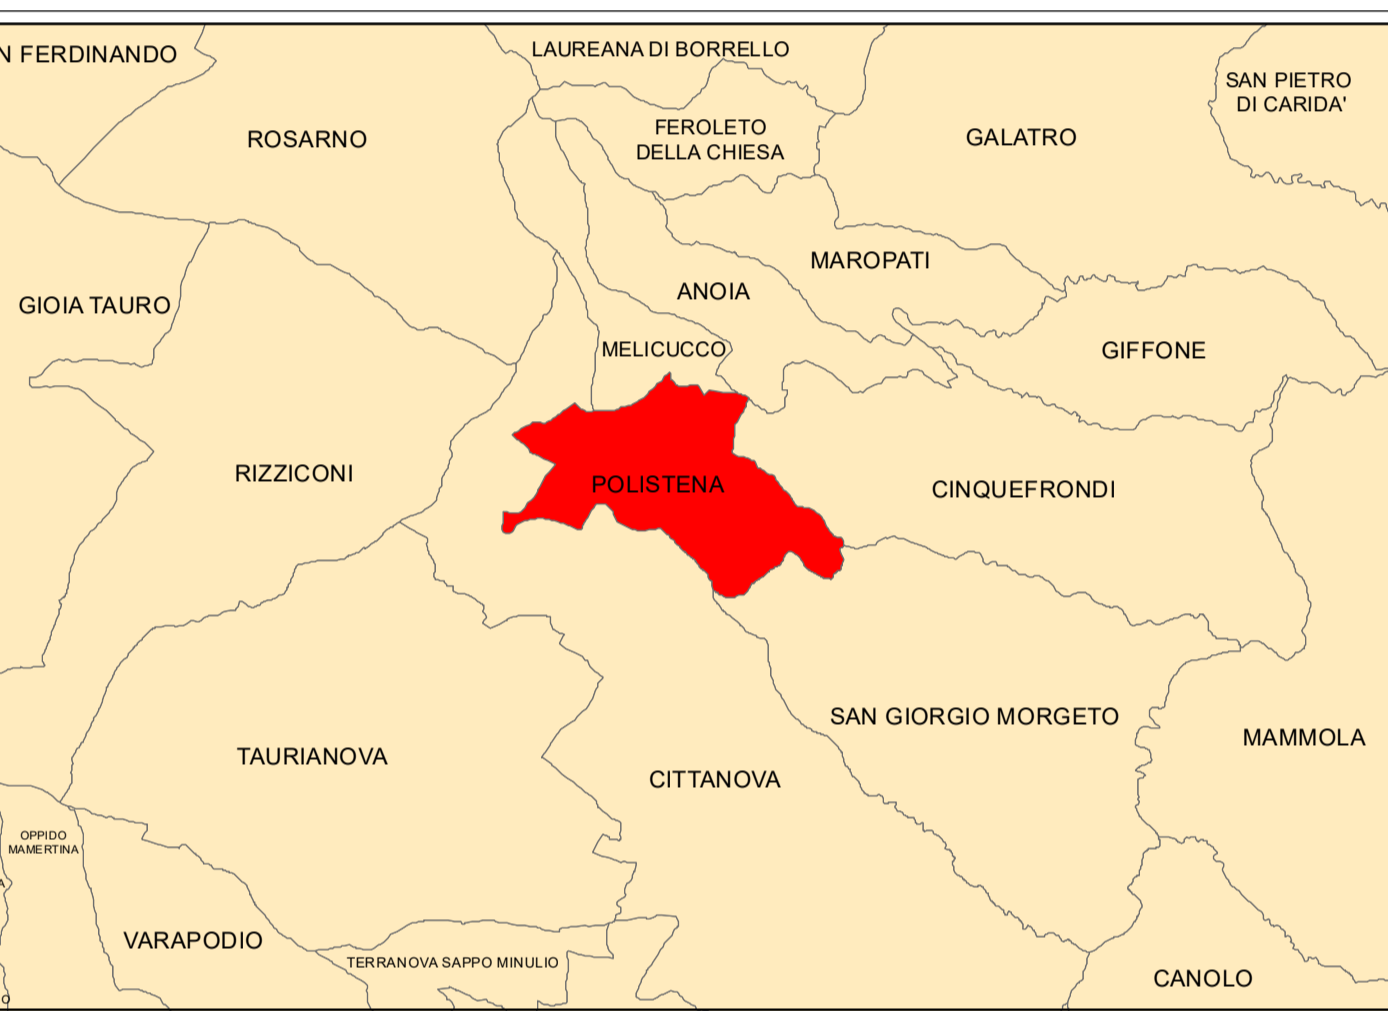 N FERDINANDO
LAUREANA DI BORRELLO
SAN PIETRO
DI CARIDA'
ROSARNO
FEROLETO
DELLA CHIESA
GALATRO
MAROPATI
ANOIA
GIOIA TAURO
MELICUCCO
GIFFONE
RIZZICONI
POLISTENA
CINQUEFRONDI
SAN GIORGIO MORGETO
MAMMOLA
TAURIANOVA
CITTANOVA
OPPIDO
MAMERTINA
A
VARAPODIO
TERRANOVA SAPPO MINULIO
CANOLO
O